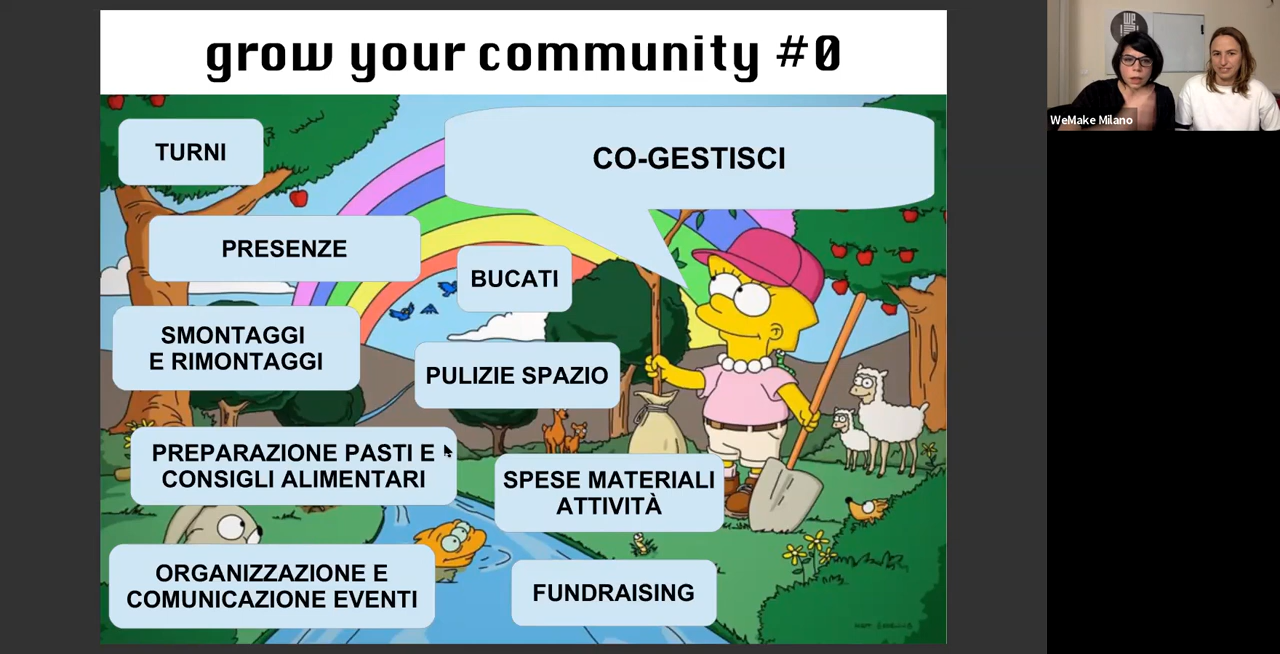 grow your community #0
TURNI
CO-GESTISCI
PRESENZE
BUCATI
SMONTAGGI
E RIMONTAGGI
PULIZIE SPAZIO
PREPARAZIONE PASTI E
CONSIGLI ALIMENTARI
SPESE MATERIALI
ATTIVITÀ
ORGANIZZAZIONE E
COMUNICAZIONE EVENTI
FUNDRAISING
WeMake Milano